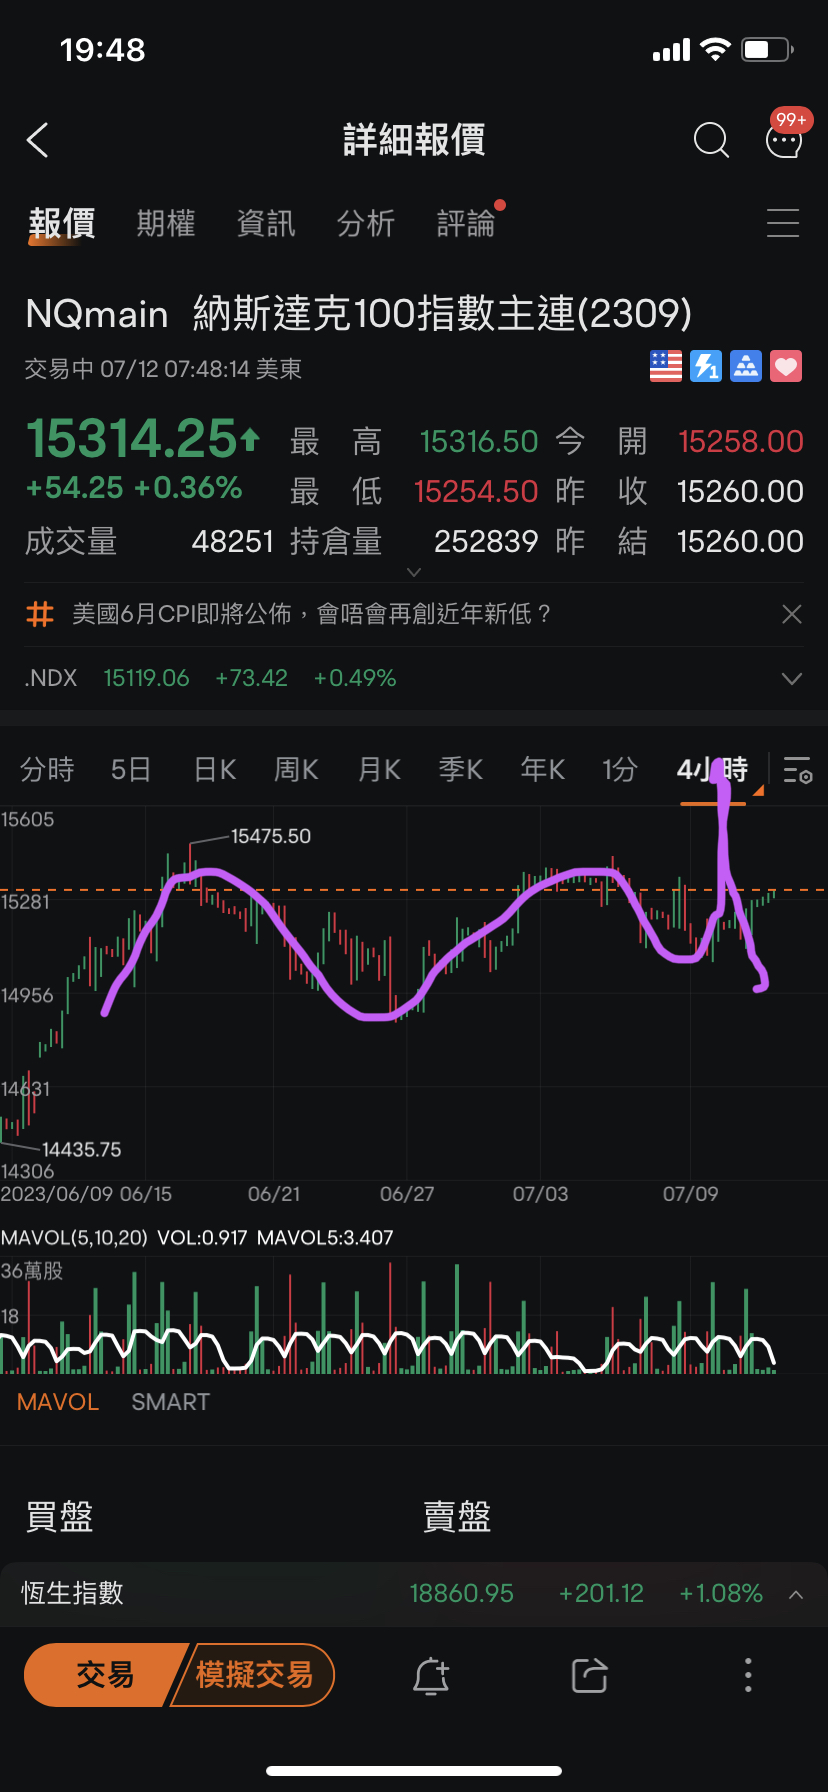 19:48
詳細報價
99+
報價 期權 資訊 分析 評論
NQmain 納斯達克100指數主連(2309)
交易中 07/12 07:48:14 美東
1
15314.25 最高 15316.50 今開 15258.00
+54.25 +0.36% 最低 15254.50 昨收 15260.00
成交量 48251 持倉量 252839 昨結 15260.00
# 美國6月CPI即將公佈，會唔會再創近年新低？
.NDX 15119.06 +73.42 +0.49%
分時 5日 日K 周K 月K 季K 年K 1分 4小時
15605
15475.50
15281
14956
14631
14435.75
14306
2023/06/09 06/15 06/21 06/27 07/03 07/09
MAVOL(5,10,20) VOL:0.917 MAVOL5:3.407
36萬股
18
MAVOL SMART
買盤 賣盤
恆生指數 18860.95 +201.12 +1.08%
交易 模擬交易